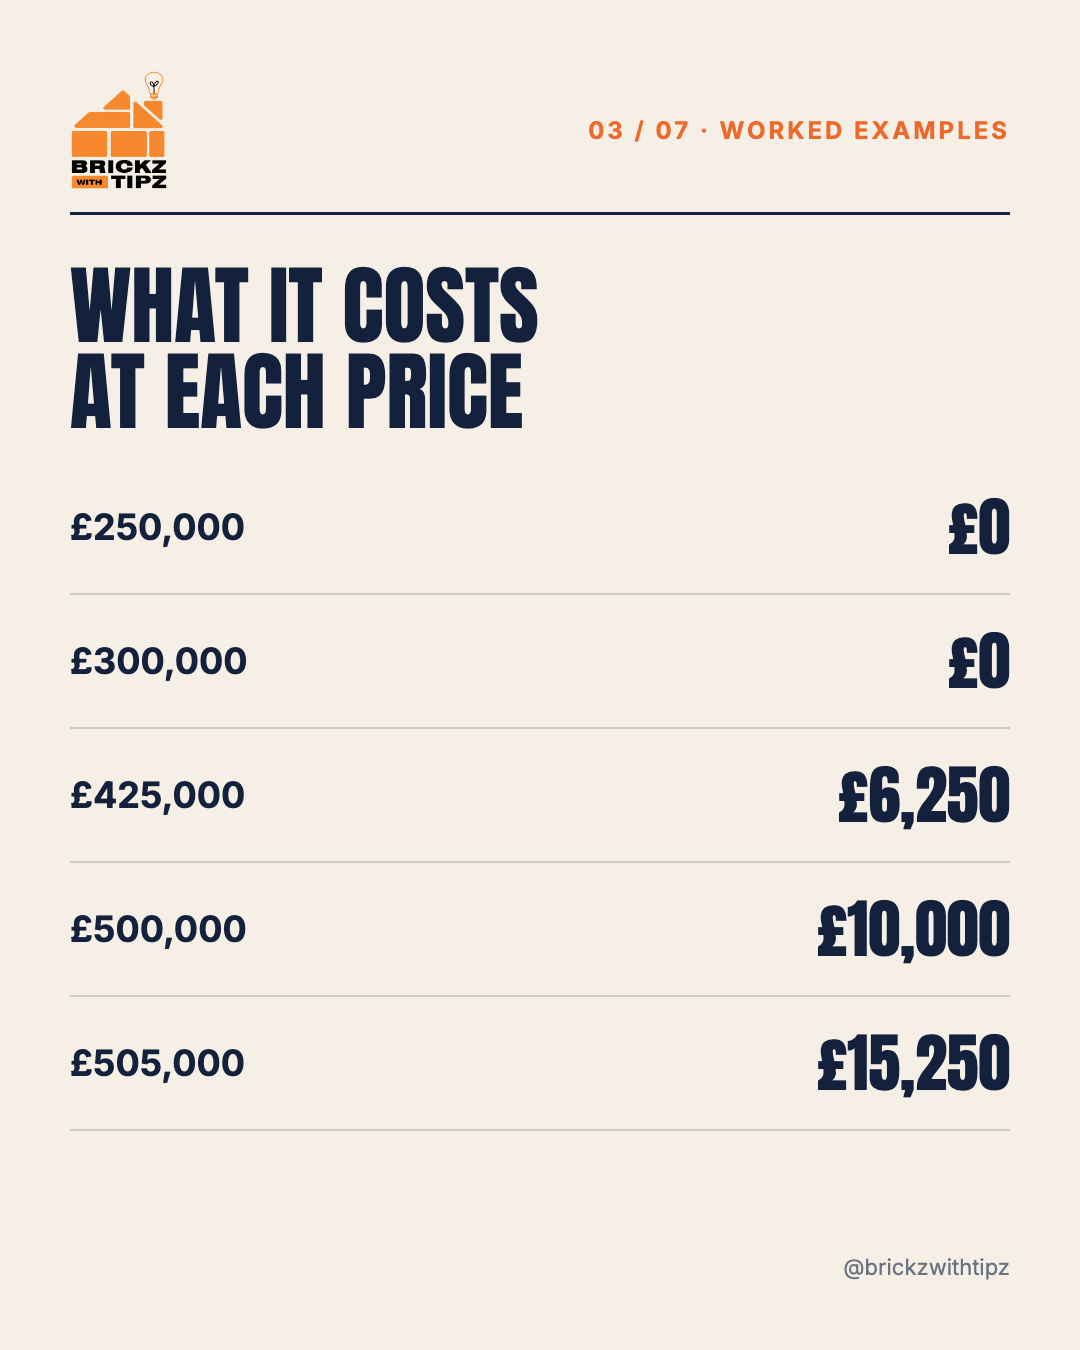 BRICKZ
WITH TIPZ
03 / 07 · WORKED EXAMPLES
WHAT IT COSTS
AT EACH PRICE
£250,000 £0
£300,000 £0
£425,000 £6,250
£500,000 £10,000
£505,000 £15,250
@brickzwithtipz